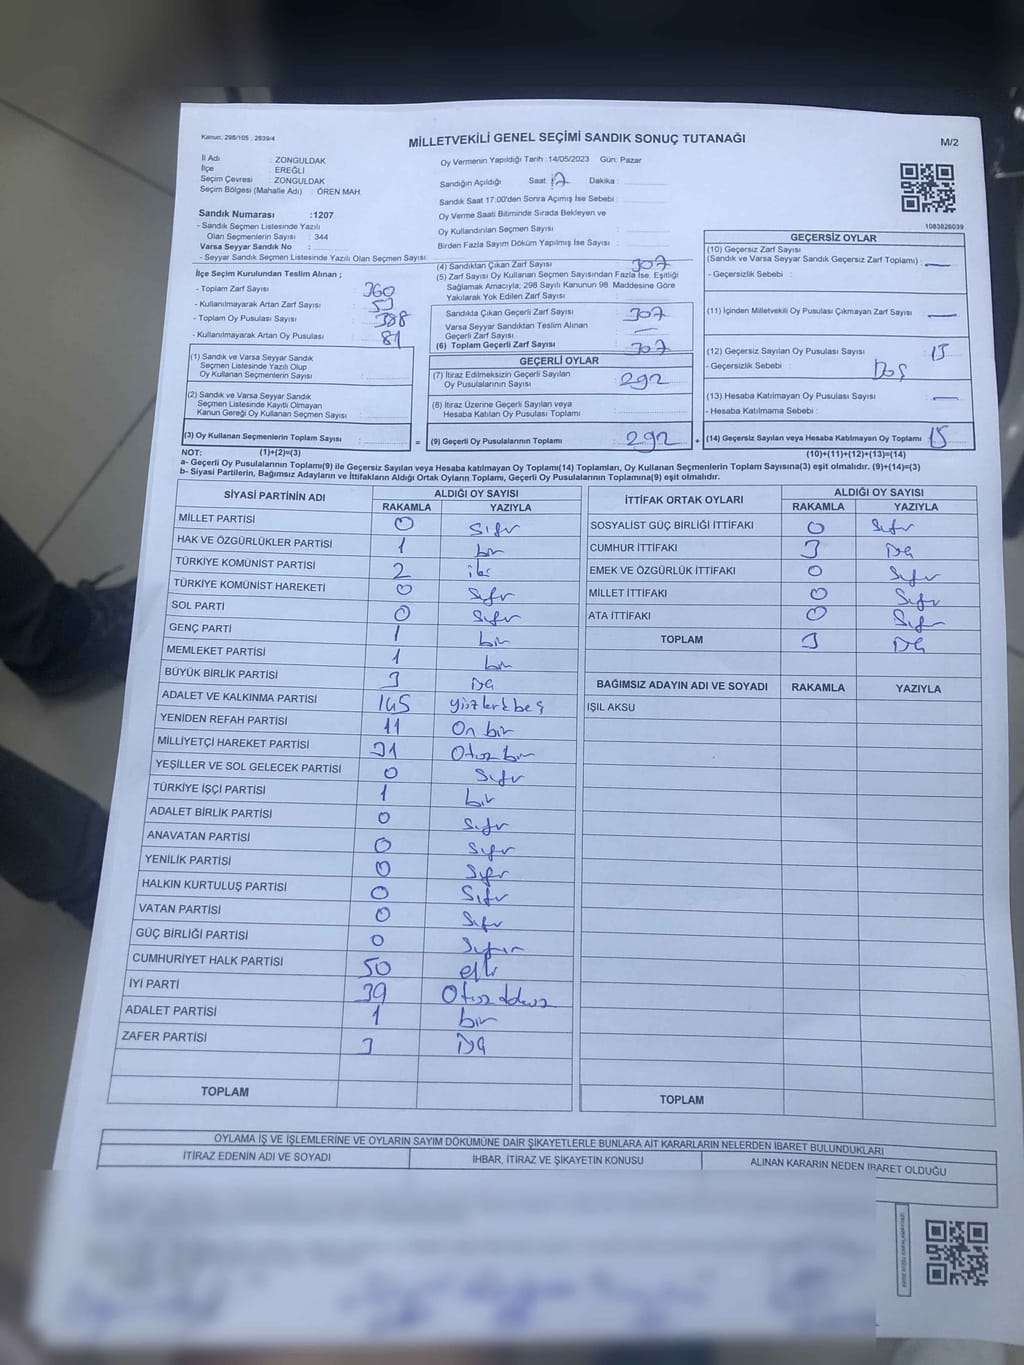 Kanun; 298/105 , 2839/4
MİLLETVEKİLİ GENEL SEÇİMİ SANDIK SONUÇ TUTANAĞI
M/2
İl Adı : ZONGULDAK
İlçe : EREĞLİ
Seçim Çevresi : ZONGULDAK
Seçim Bölgesi (Mahalle Adı) : ÖREN MAH.
Oy Vermenin Yapıldığı Tarih :14/05/2023 Gün: Pazar
Sandığın Açıldığı Saat : 17 Dakika :
Sandık Saat 17:00'den Sonra Açılmış İse Sebebi :
Oy Verme Saati Bitiminde Sırada Bekleyen ve
Oy Kullandırılan Seçmen Sayısı :
Birden Fazla Sayım Döküm Yapılmış İse Sayısı :
1083826039
Sandık Numarası :1207
- Sandık Seçmen Listesinde Yazılı
Olan Seçmenlerin Sayısı : 344
Varsa Seyyar Sandık No :
- Seyyar Sandık Seçmen Listesinde Yazılı Olan Seçmen Sayısı:
İlçe Seçim Kurulundan Teslim Alınan ;
- Toplam Zarf Sayısı : 360
- Kullanılmayarak Artan Zarf Sayısı : 53
- Toplam Oy Pusulası Sayısı : 388
- Kullanılmayarak Artan Oy Pusulası : 81
(1) Sandık ve Varsa Seyyar Sandık
Seçmen Listesinde Yazılı Olup
Oy Kullanan Seçmenlerin Sayısı :
(2) Sandık ve Varsa Seyyar Sandık
Seçmen Listesinde Kayıtlı Olmayan
Kanun Gereği Oy Kullanan Seçmen Sayısı :
(3) Oy Kullanan Seçmenlerin Toplam Sayısı :
(4) Sandıktan Çıkan Zarf Sayısı : 307
(5) Zarf Sayısı Oy Kullanan Seçmen Sayısından Fazla İse, Eşitliği
Sağlamak Amacıyla; 298 Sayılı Kanunun 98. Maddesine Göre
Yakılarak Yok Edilen Zarf Sayısı :
Sandıkta Çıkan Geçerli Zarf Sayısı : 307
Varsa Seyyar Sandıktan Teslim Alınan
Geçerli Zarf Sayısı : —
(6) Toplam Geçerli Zarf Sayısı : 307
GEÇERLİ OYLAR
(7) İtiraz Edilmeksizin Geçerli Sayılan
Oy Pusulalarının Sayısı : 292
(8) İtiraz Üzerine Geçerli Sayılan veya
Hesaba Katılan Oy Pusulası Toplamı :
= (9) Geçerli Oy Pusulalarının Toplamı : 292 +
GEÇERSİZ OYLAR
(10) Geçersiz Zarf Sayısı
(Sandık ve Varsa Seyyar Sandık Geçersiz Zarf Toplamı) : —
- Geçersizlik Sebebi :
(11) İçinden Milletvekili Oy Pusulası Çıkmayan Zarf Sayısı : —
(12) Geçersiz Sayılan Oy Pusulası Sayısı : 15
- Geçersizlik Sebebi : Boş
(13) Hesaba Katılmayan Oy Pusulası Sayısı : —
- Hesaba Katılmama Sebebi :
(14) Geçersiz Sayılan veya Hesaba Katılmayan Oy Toplamı : 15
NOT: (1)+(2)=(3) (10)+(11)+(12)+(13)=(14)
a- Geçerli Oy Pusulalarının Toplamı(9) ile Geçersiz Sayılan veya Hesaba katılmayan Oy Toplamı(14) Toplamları, Oy Kullanan Seçmenlerin Toplam Sayısına(3) eşit olmalıdır. (9)+(14)=(3)
b- Siyasi Partilerin, Bağımsız Adayların ve İttifakların Aldığı Ortak Oyların Toplamı, Geçerli Oy Pusulalarının Toplamına(9) eşit olmalıdır.
SİYASİ PARTİNİN ADI ALDIĞI OY SAYISI
RAKAMLA YAZIYLA
MİLLET PARTİSİ 0 Sıfır
HAK VE ÖZGÜRLÜKLER PARTİSİ 1 bir
TÜRKİYE KOMÜNİST PARTİSİ 2 iki
TÜRKİYE KOMÜNİST HAREKETİ 0 Sıfır
SOL PARTİ 0 Sıfır
GENÇ PARTİ 1 bir
MEMLEKET PARTİSİ 1 bir
BÜYÜK BİRLİK PARTİSİ 3 Üç
ADALET VE KALKINMA PARTİSİ 145 yüzkırkbeş
YENİDEN REFAH PARTİSİ 11 On bir
MİLLİYETÇİ HAREKET PARTİSİ 31 Otuz bir
YEŞİLLER VE SOL GELECEK PARTİSİ 0 Sıfır
TÜRKİYE İŞÇİ PARTİSİ 1 bir
ADALET BİRLİK PARTİSİ 0 Sıfır
ANAVATAN PARTİSİ 0 Sıfır
YENİLİK PARTİSİ 0 Sıfır
HALKIN KURTULUŞ PARTİSİ 0 Sıfır
VATAN PARTİSİ 0 Sıfır
GÜÇ BİRLİĞİ PARTİSİ 0 Sıfır
CUMHURİYET HALK PARTİSİ 50 elli
İYİ PARTİ 39 Otuz dokuz
ADALET PARTİSİ 1 bir
ZAFER PARTİSİ 3 Üç
TOPLAM
İTTİFAK ORTAK OYLARI ALDIĞI OY SAYISI
RAKAMLA YAZIYLA
SOSYALİST GÜÇ BİRLİĞİ İTTİFAKI 0 Sıfır
CUMHUR İTTİFAKI 3 Üç
EMEK VE ÖZGÜRLÜK İTTİFAKI 0 Sıfır
MİLLET İTTİFAKI 0 Sıfır
ATA İTTİFAKI 0 Sıfır
TOPLAM 3 Üç
BAĞIMSIZ ADAYIN ADI VE SOYADI RAKAMLA YAZIYLA
IŞIL AKSU
TOPLAM
OYLAMA İŞ VE İŞLEMLERİNE VE OYLARIN SAYIM DÖKÜMÜNE DAİR ŞİKAYETLERLE BUNLARA AİT KARARLARIN NELERDEN İBARET BULUNDUKLARI
İTİRAZ EDENİN ADI VE SOYADI İHBAR, İTİRAZ VE ŞİKAYETİN KONUSU ALINAN KARARIN NEDEN İBARET OLDUĞU